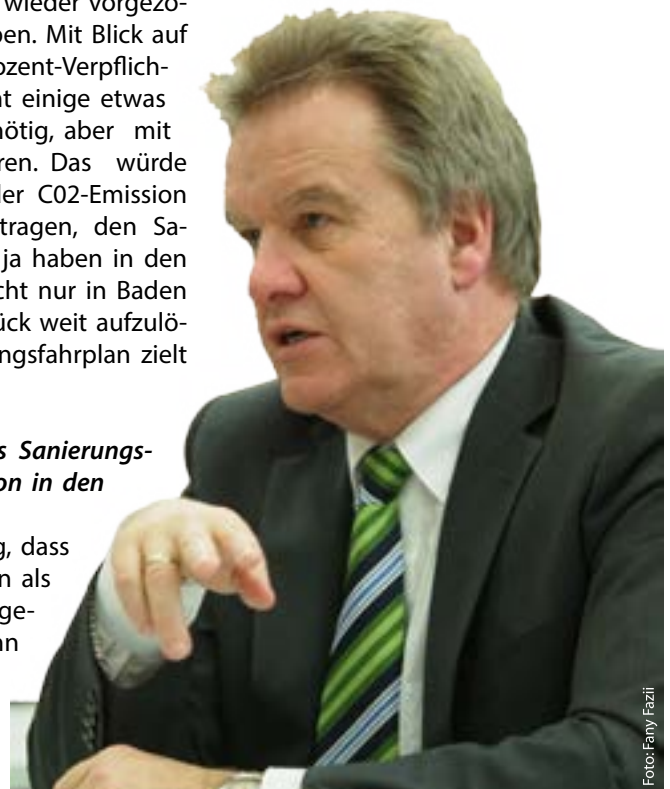 wieder vorgezo-
ben. Mit Blick auf
ozent-Verpflich-
nt einige etwas
nötig, aber mit
ren. Das würde
der C02-Emission
tragen, den Sa-
ja haben in den
cht nur in Baden
ück weit aufzulö-
ngsfahrplan zielt
s Sanierungs-
on in den
g, dass
n als
ge-
nn
Foto: Fany Fazii